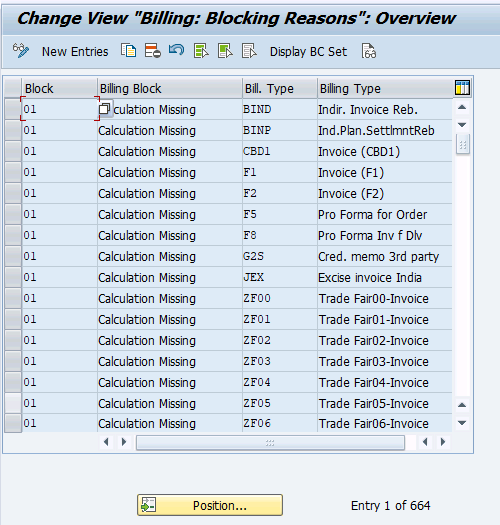 Change View "Billing: Blocking Reasons": Overview
New Entries Display BC Set
Block Billing Block Bill. Type Billing Type
01 lculation Missing BIND Indir. Invoice Reb.
01 Calculation Missing BINP Ind.Plan.SettlmntReb
01 Calculation Missing CBD1 Invoice (CBD1)
01 Calculation Missing F1 Invoice (F1)
01 Calculation Missing F2 Invoice (F2)
01 Calculation Missing F5 Pro Forma for Order
01 Calculation Missing F8 Pro Forma Inv f Dlv
01 Calculation Missing G2S Cred. memo 3rd party
01 Calculation Missing JEX Excise invoice India
01 Calculation Missing ZF00 Trade Fair00-Invoice
01 Calculation Missing ZF01 Trade Fair01-Invoice
01 Calculation Missing ZF02 Trade Fair02-Invoice
01 Calculation Missing ZF03 Trade Fair03-Invoice
01 Calculation Missing ZF04 Trade Fair04-Invoice
01 Calculation Missing ZF05 Trade Fair05-Invoice
01 Calculation Missing ZF06 Trade Fair06-Invoice
Position... Entry 1 of 664